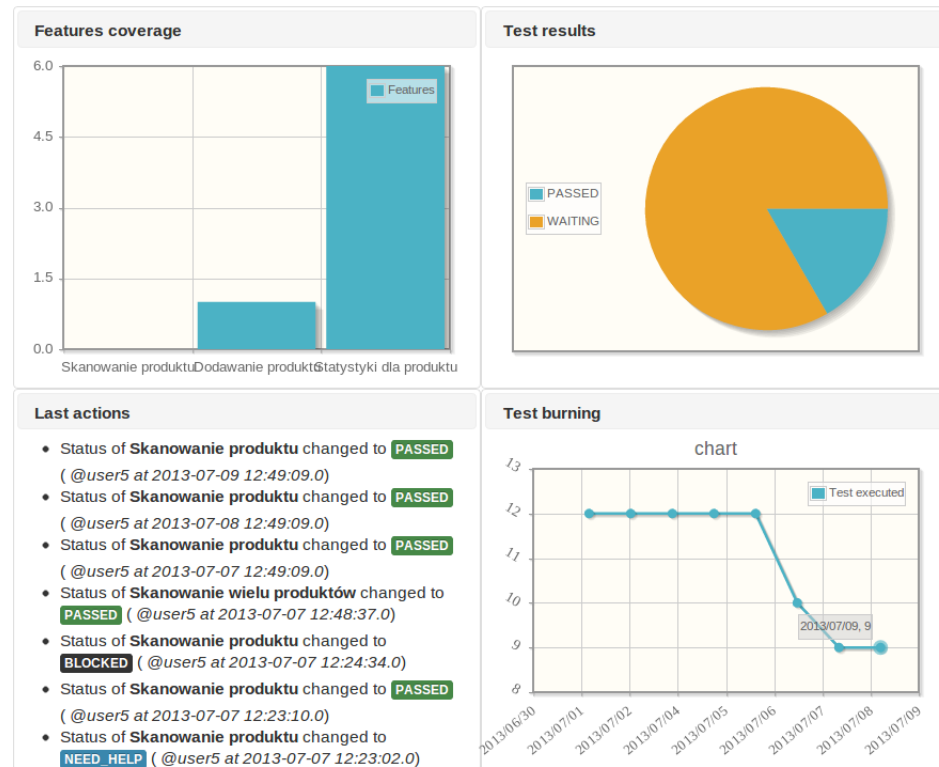 Features coverage
6.0
4.5
3.0
1.5
0.0
Features
Skanowanie produktu
Dodawanie produktu
Statystyki dla produktu
Test results
PASSED
WAITING
Last actions
Status of Skanowanie produktu changed to PASSED
( @user5 at 2013-07-09 12:49:09.0)
Status of Skanowanie produktu changed to PASSED
( @user5 at 2013-07-08 12:49:09.0)
Status of Skanowanie produktu changed to PASSED
( @user5 at 2013-07-07 12:49:09.0)
Status of Skanowanie wielu produktów changed to
PASSED ( @user5 at 2013-07-07 12:48:37.0)
Status of Skanowanie produktu changed to
BLOCKED ( @user5 at 2013-07-07 12:24:34.0)
Status of Skanowanie produktu changed to PASSED
( @user5 at 2013-07-07 12:23:10.0)
Status of Skanowanie produktu changed to
NEED_HELP ( @user5 at 2013-07-07 12:23:02.0)
Test burning
chart
13
12
11
10
9
8
Test executed
2013/07/09, 9
2013/06/30
2013/07/01
2013/07/02
2013/07/04
2013/07/05
2013/07/06
2013/07/07
2013/07/08
2013/07/09